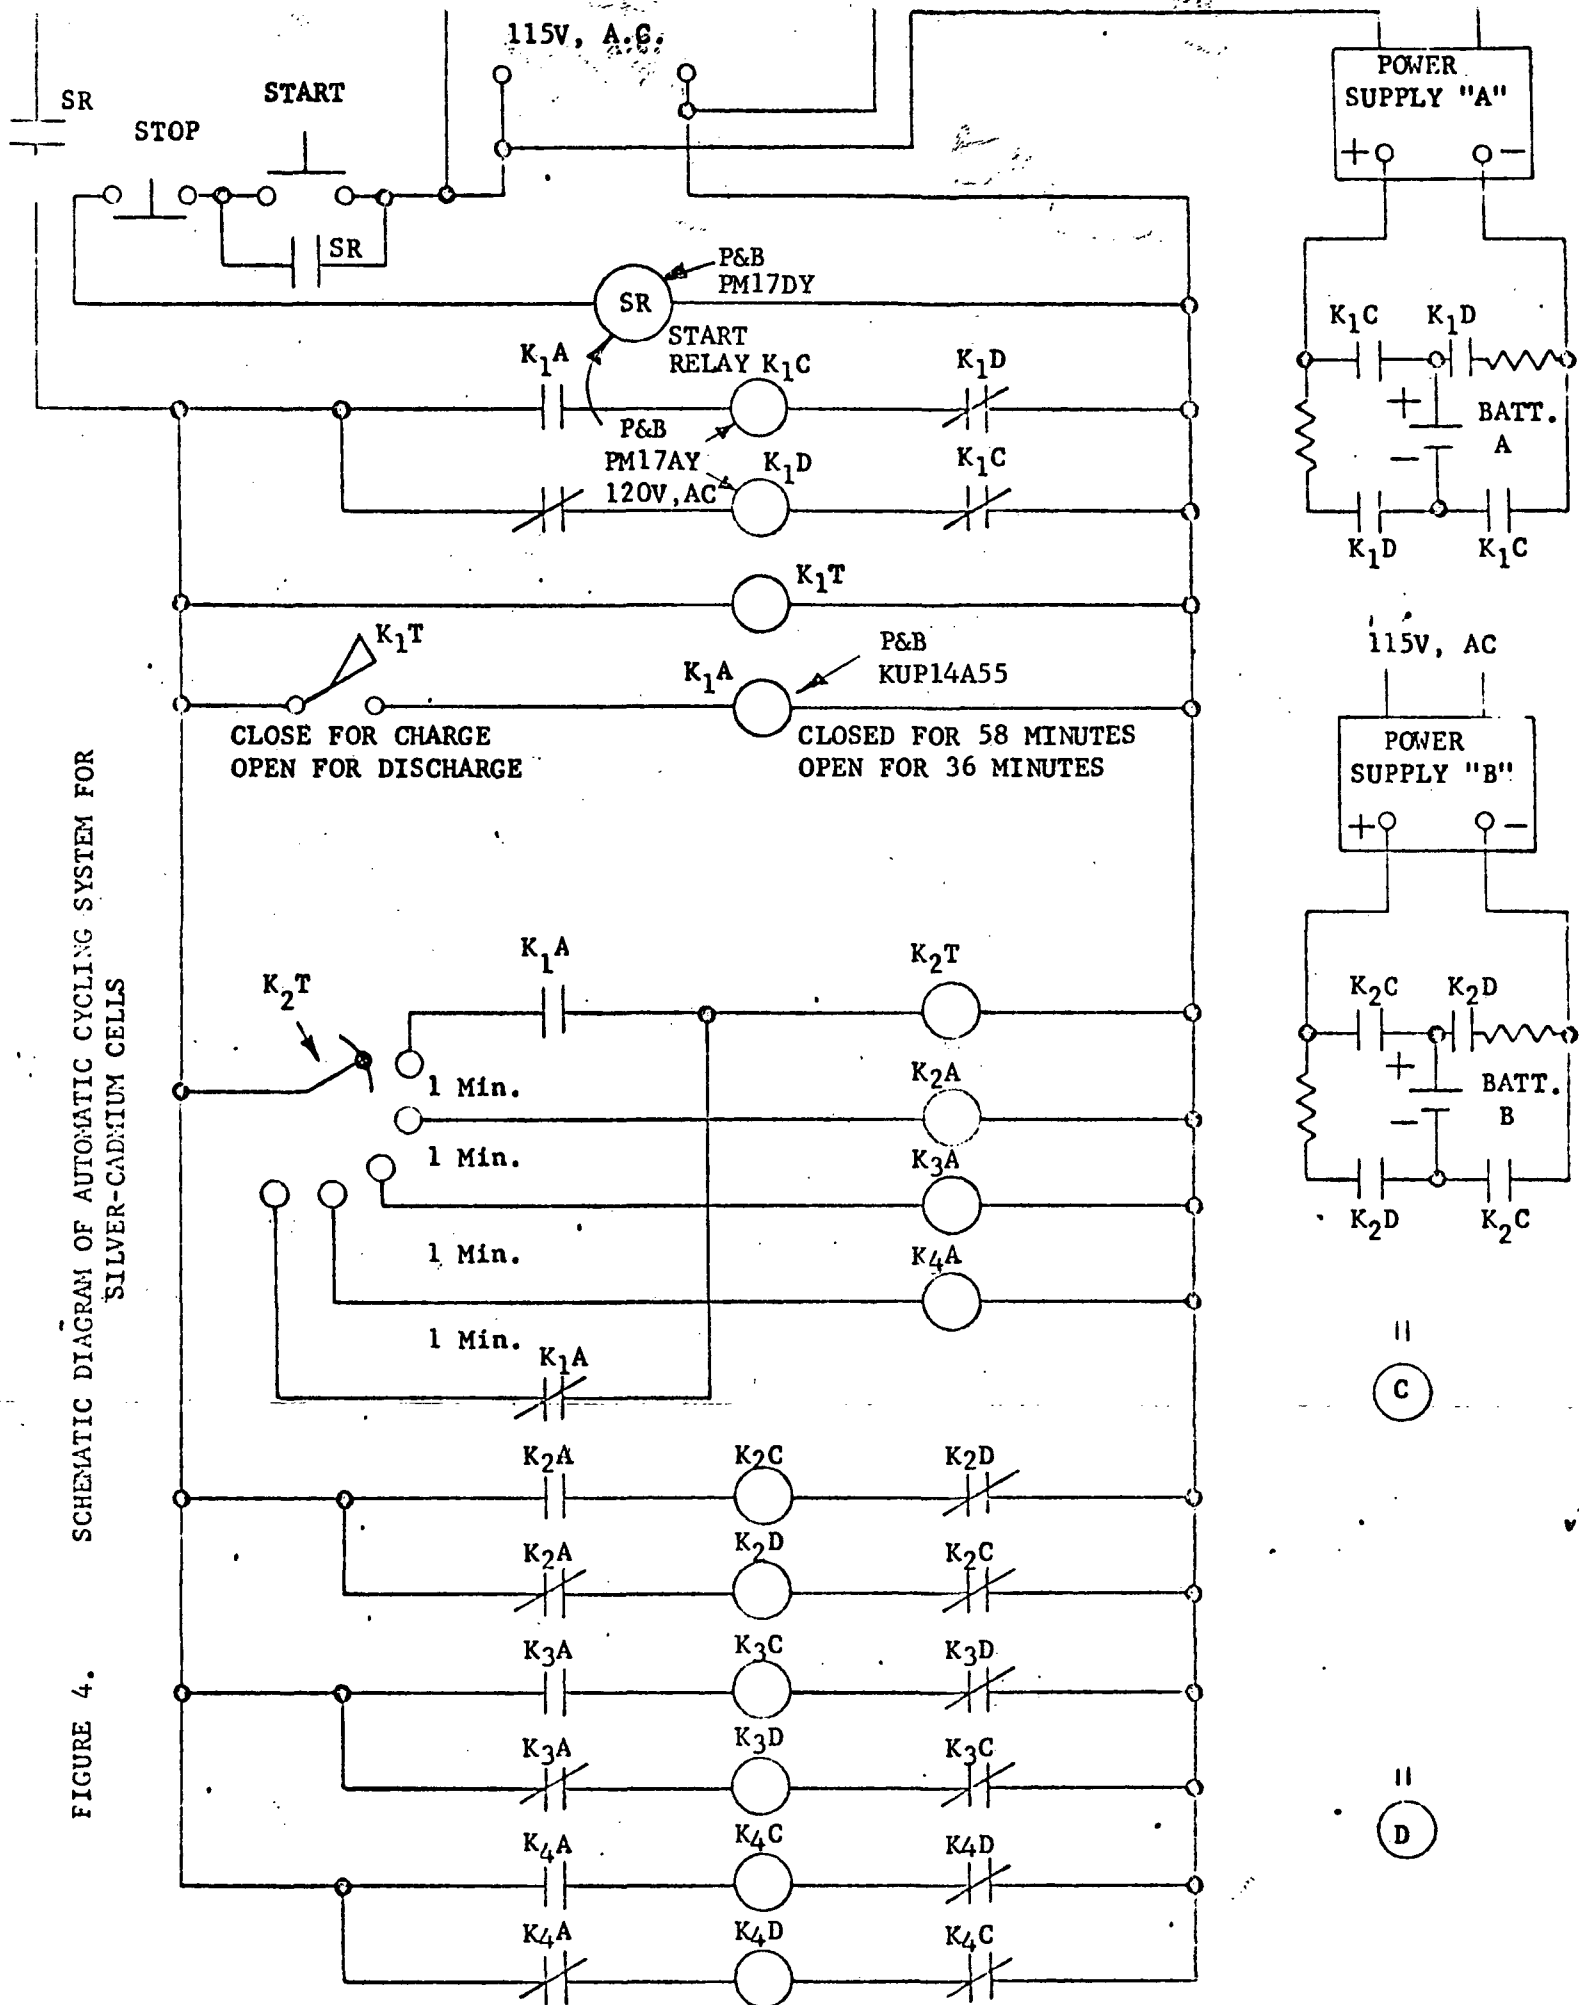 115V, A.C.
SR
START
STOP
SR
POWER
SUPPLY "A"
+ −
P&B
PM17DY
SR
START
RELAY
K1A
K1C
K1D
P&B
PM17AY
120V, AC
K1D
K1C
K1C
K1D
+
BATT.
A
−
K1D
K1C
K1T
K1T
K1A
P&B
KUP14A55
CLOSE FOR CHARGE
OPEN FOR DISCHARGE
CLOSED FOR 58 MINUTES
OPEN FOR 36 MINUTES
115V, AC
POWER
SUPPLY "B"
+ −
K2T
K1A
K2T
1 Min.
K2A
1 Min.
K3A
1 Min.
K4A
1 Min.
K1A
K2C
K2D
+
BATT.
B
−
K2D
K2C
"
C
K2A
K2C
K2D
K2A
K2D
K2C
K3A
K3C
K3D
K3A
K3D
K3C
"
D
K4A
K4C
K4D
K4A
K4D
K4C
FIGURE 4. SCHEMATIC DIAGRAM OF AUTOMATIC CYCLING SYSTEM FOR
SILVER-CADMIUM CELLS